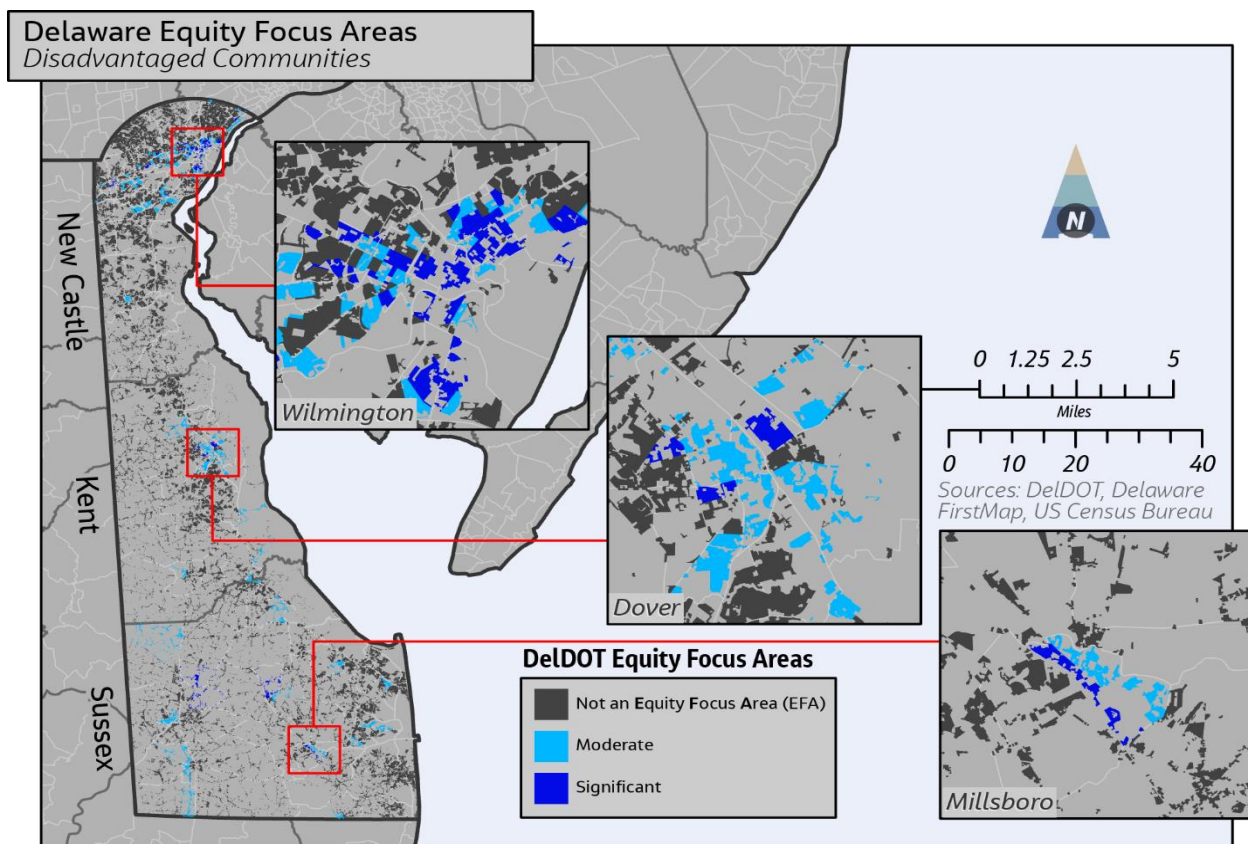 Delaware Equity Focus Areas
Disadvantaged Communities
New Castle
Kent
Sussex
Wilmington
N
0 1.25 2.5 5
Miles
0 10 20 40
Sources: DelDOT, Delaware
FirstMap, US Census Bureau
Dover
Millsboro
DelDOT Equity Focus Areas
Not an Equity Focus Area (EFA)
Moderate
Significant